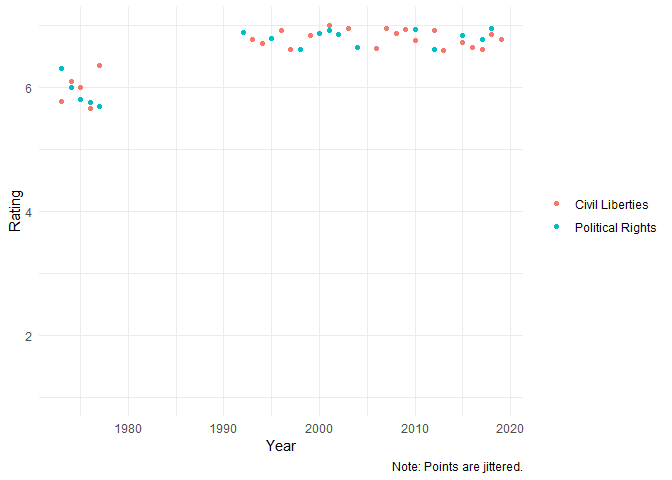 Rating
6
4
2
1980
1990
2000
2010
2020
Year
Civil Liberties
Political Rights
Note: Points are jittered.